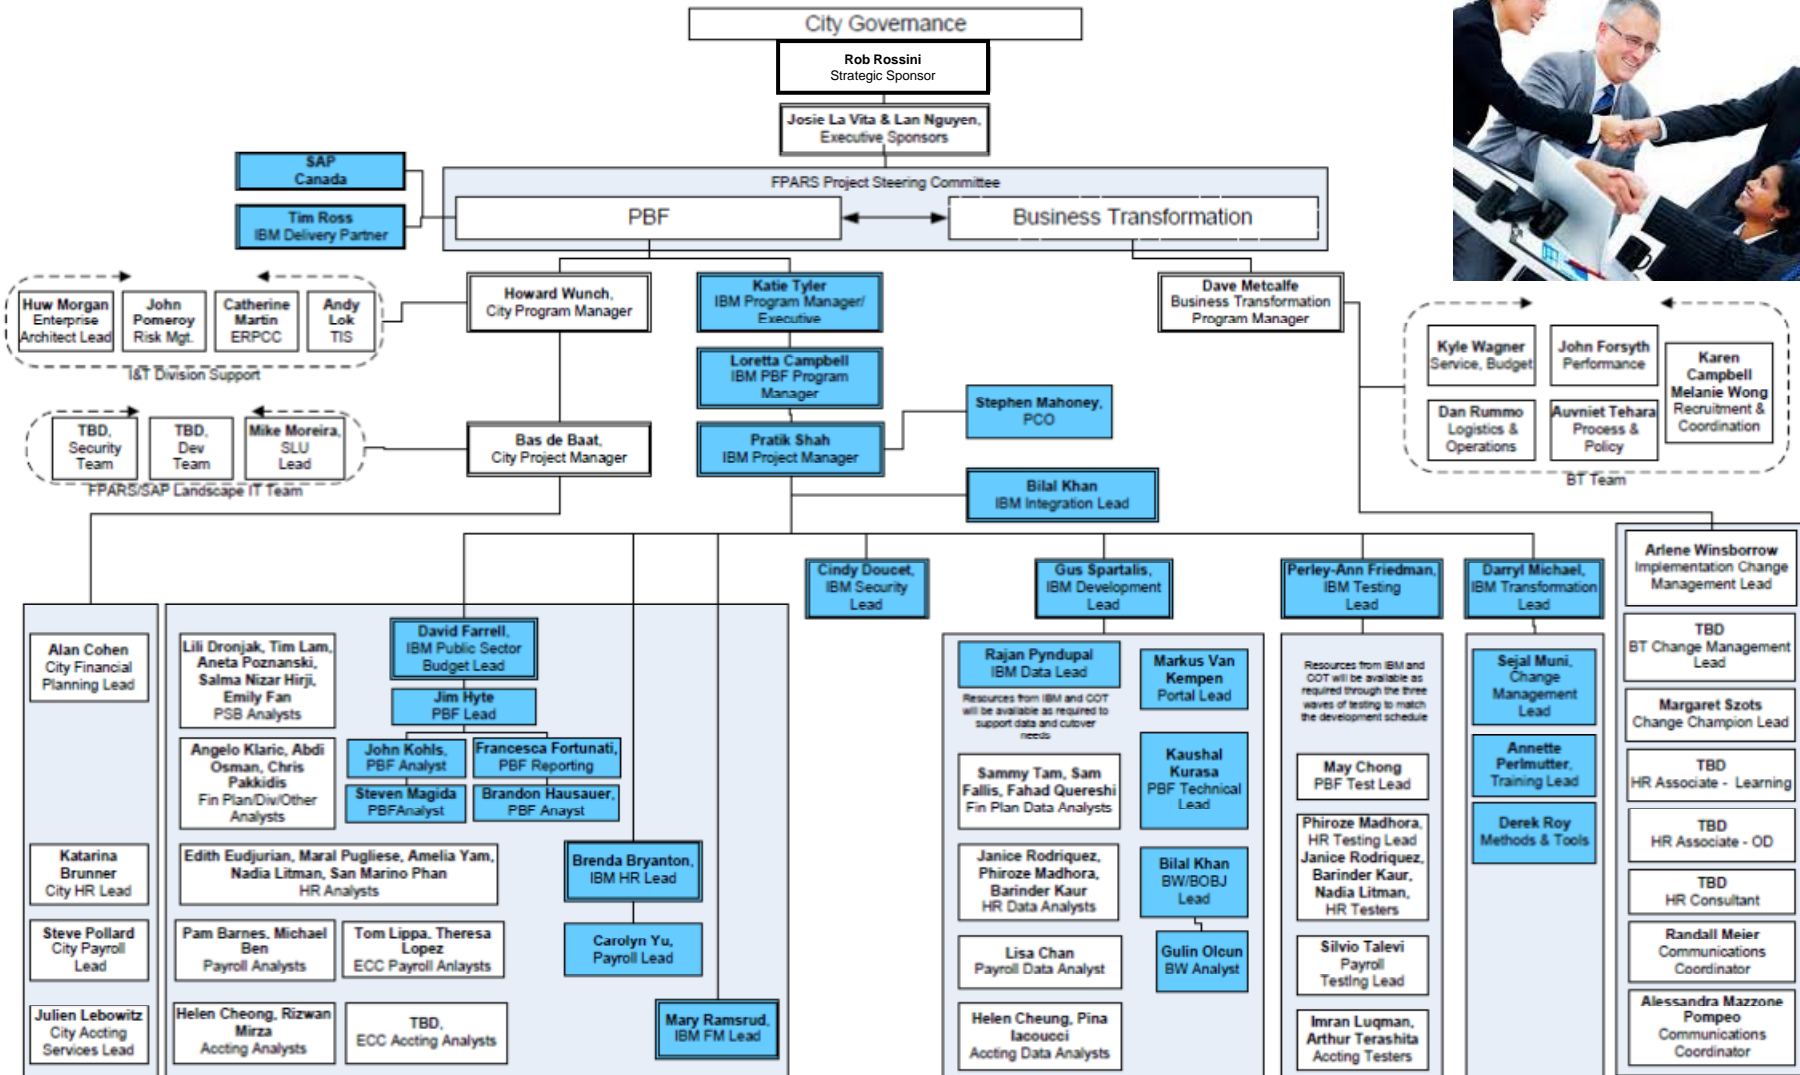 City Governance
Rob Rossini
Strategic Sponsor
Josie La Vita & Lan Nguyen,
Executive Sponsors
SAP
Canada
Tim Ross
IBM Delivery Partner
FPARS Project Steering Committee
PBF
Business Transformation
Huw Morgan
Enterprise
Architect Lead
John
Pomeroy
Risk Mgt.
Catherine
Martin
ERPCC
Andy
Lok
TIS
I&T Division Support
Howard Wunch,
City Program Manager
Katie Tyler
IBM Program Manager/
Executive
Dave Metcalfe
Business Transformation
Program Manager
Loretta Campbell
IBM PBF Program
Manager
Kyle Wagner
Service, Budget
John Forsyth
Performance
Karen
Campbell
Melanie Wong
Recruitment &
Coordination
Dan Rummo
Logistics &
Operations
Auvniet Tehara
Process &
Policy
BT Team
TBD,
Security
Team
TBD,
Dev
Team
Mike Moreira,
SLU
Lead
FPARS/SAP Landscape IT Team
Bas de Baat,
City Project Manager
Pratik Shah
IBM Project Manager
Stephen Mahoney,
PCO
Bilal Khan
IBM Integration Lead
Cindy Doucet,
IBM Security
Lead
Gus Spartalis,
IBM Development
Lead
Perley-Ann Friedman,
IBM Testing
Lead
Darryl Michael,
IBM Transformation
Lead
Arlene Winsborrow
Implementation Change
Management Lead
TBD
BT Change Management
Lead
Margaret Szots
Change Champion Lead
TBD
HR Associate - Learning
TBD
HR Associate - OD
TBD
HR Consultant
Randall Meier
Communications
Coordinator
Alessandra Mazzone
Pompeo
Communications
Coordinator
Alan Cohen
City Financial
Planning Lead
Katarina
Brunner
City HR Lead
Steve Pollard
City Payroll
Lead
Julien Lebowitz
City Accting
Services Lead
Lili Dronjak, Tim Lam,
Aneta Poznanski,
Salma Nizar Hirji,
Emily Fan
PSB Analysts
Angelo Klaric, Abdi
Osman, Chris
Pakkidis
Fin Plan/Div/Other
Analysts
David Farrell,
IBM Public Sector
Budget Lead
Jim Hyte
PBF Lead
John Kohls,
PBF Analyst
Francesca Fortunati,
PBF Reporting
Steven Magida
PBFAnalyst
Brandon Hausauer,
PBF Anayst
Edith Eudjurian, Maral Pugliese, Amelia Yam,
Nadia Litman, San Marino Phan
HR Analysts
Brenda Bryanton,
IBM HR Lead
Pam Barnes, Michael
Ben
Payroll Analysts
Tom Lippa, Theresa
Lopez
ECC Payroll Anlaysts
Carolyn Yu,
Payroll Lead
Helen Cheong, Rizwan
Mirza
Accting Analysts
TBD,
ECC Accting Analysts
Mary Ramsrud,
IBM FM Lead
Rajan Pyndupal
IBM Data Lead
Resources from IBM and COT
will be available as required to
support data and cutover
needs
Sammy Tam, Sam
Fallis, Fahad Quereshi
Fin Plan Data Analysts
Janice Rodriquez,
Phiroze Madhora,
Barinder Kaur
HR Data Analysts
Lisa Chan
Payroll Data Analyst
Helen Cheung, Pina
Iacoucci
Accting Data Analysts
Markus Van
Kempen
Portal Lead
Kaushal
Kurasa
PBF Technical
Lead
Bilal Khan
BW/BOBJ
Lead
Gulin Olcun
BW Analyst
Resources from IBM and
COT will be available as
required through the three
waves of testing to match
the development schedule
May Chong
PBF Test Lead
Phiroze Madhora,
HR Testing Lead
Janice Rodriquez,
Barinder Kaur,
Nadia Litman,
HR Testers
Silvio Talevi
Payroll
Testing Lead
Imran Luqman,
Arthur Terashita
Accting Testers
Sejal Muni,
Change
Management
Lead
Annette
Perlmutter,
Training Lead
Derek Roy
Methods & Tools